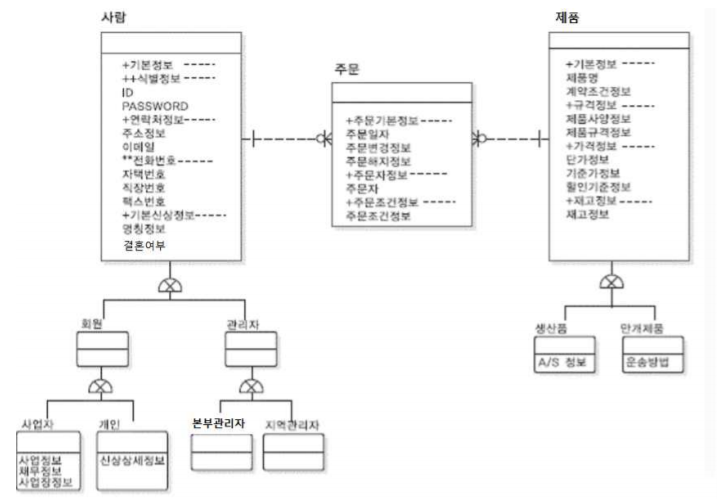 사람
+기본정보 -----
++식별정보 -----
ID
PASSWORD
+연락처정보 -----
주소정보
이메일
**전화번호 -----
자택번호
직장번호
팩스번호
+기본신상정보 -----
명칭정보
결혼여부
주문
+주문기본정보 -----
주문일자
주문변경정보
주문해지정보
+주문자정보 -----
주문자
+주문조건정보 -----
주문조건정보
제품
+기본정보 -----
제품명
계약조건정보
+규격정보 -----
제품사양정보
제품규격정보
+가격정보 -----
단가정보
기준가정보
할인기준정보
+재고정보 -----
재고정보
회원
관리자
생산품
만개제품
A/S 정보
운송방법
사업자
개인
본부관리자
지역관리자
사업정보
재무정보
사업장정보
신상상세정보